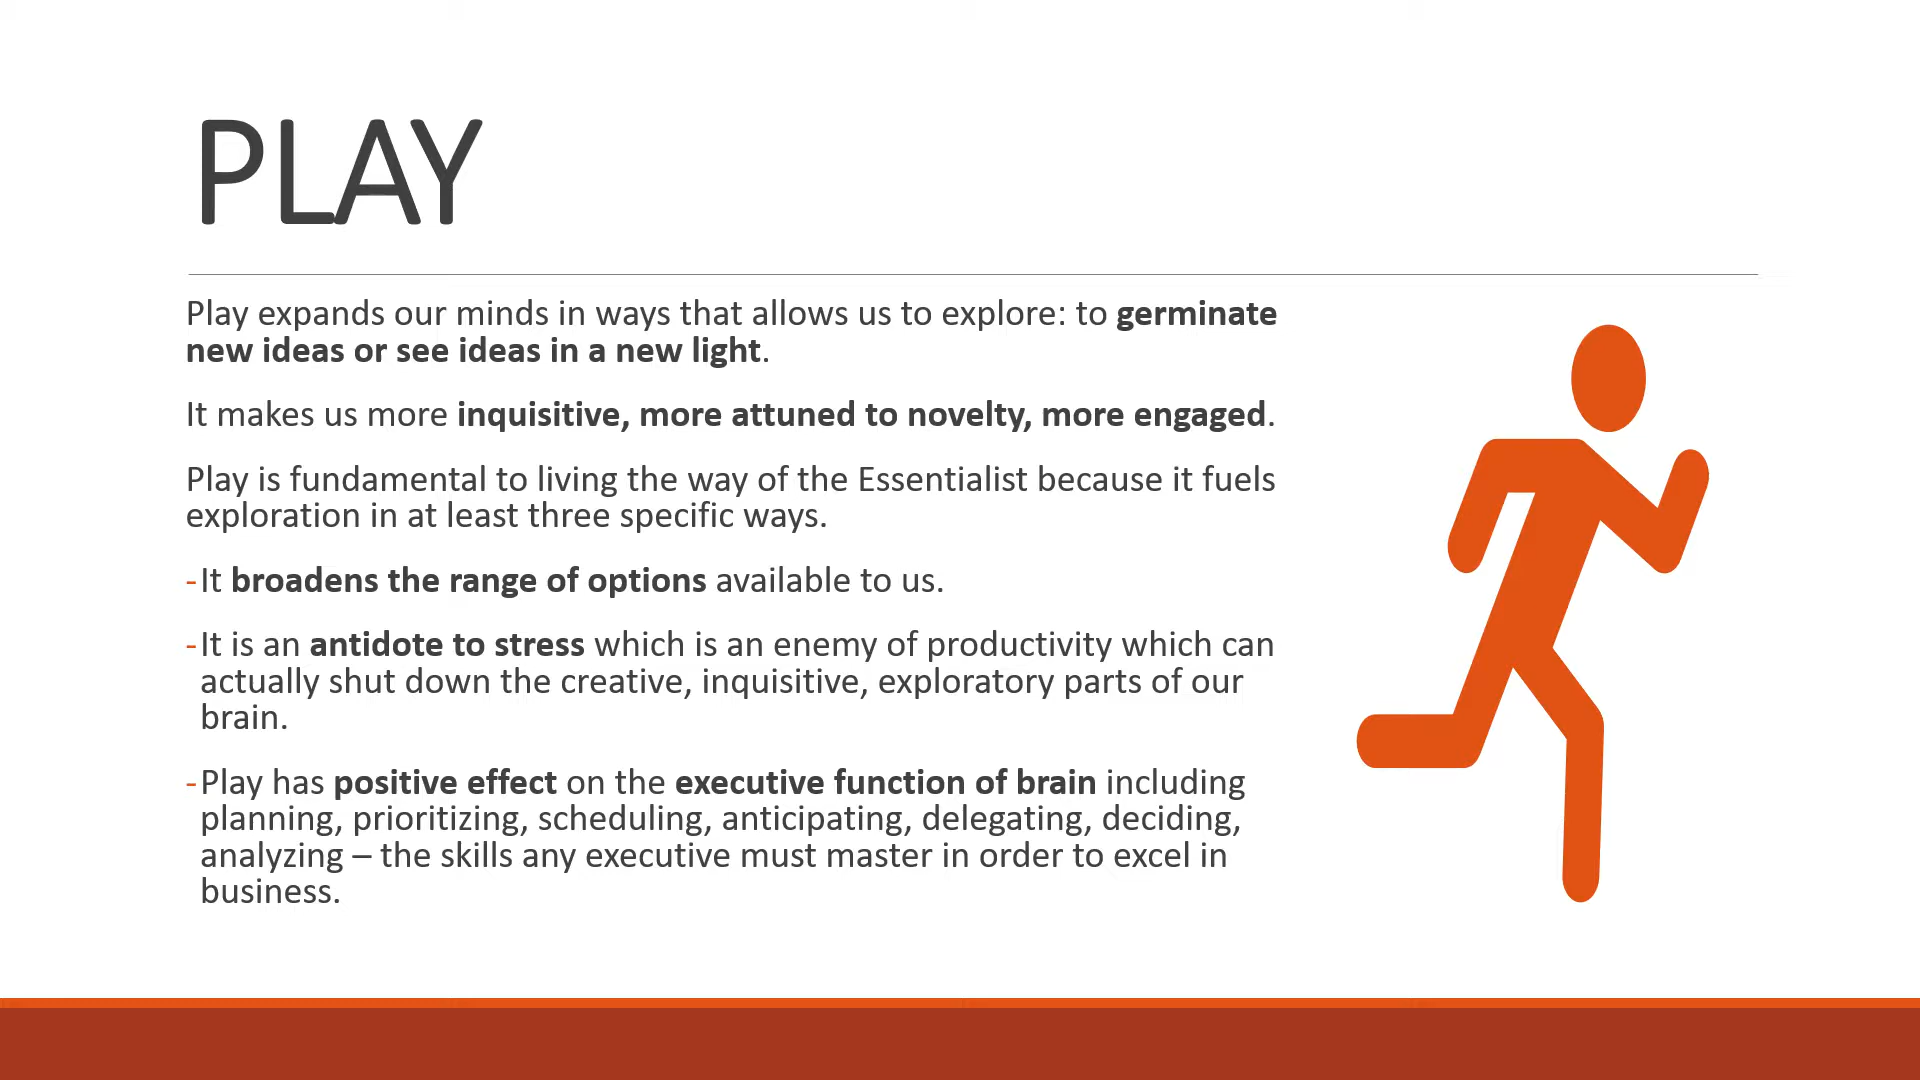 PLAY
Play expands our minds in ways that allows us to explore: to germinate
new ideas or see ideas in a new light.
It makes us more inquisitive, more attuned to novelty, more engaged.
Play is fundamental to living the way of the Essentialist because it fuels
exploration in at least three specific ways.
-It broadens the range of options available to us.
-It is an antidote to stress which is an enemy of productivity which can
actually shut down the creative, inquisitive, exploratory parts of our
brain.
-Play has positive effect on the executive function of brain including
planning, prioritizing, scheduling, anticipating, delegating, deciding,
analyzing – the skills any executive must master in order to excel in
business.